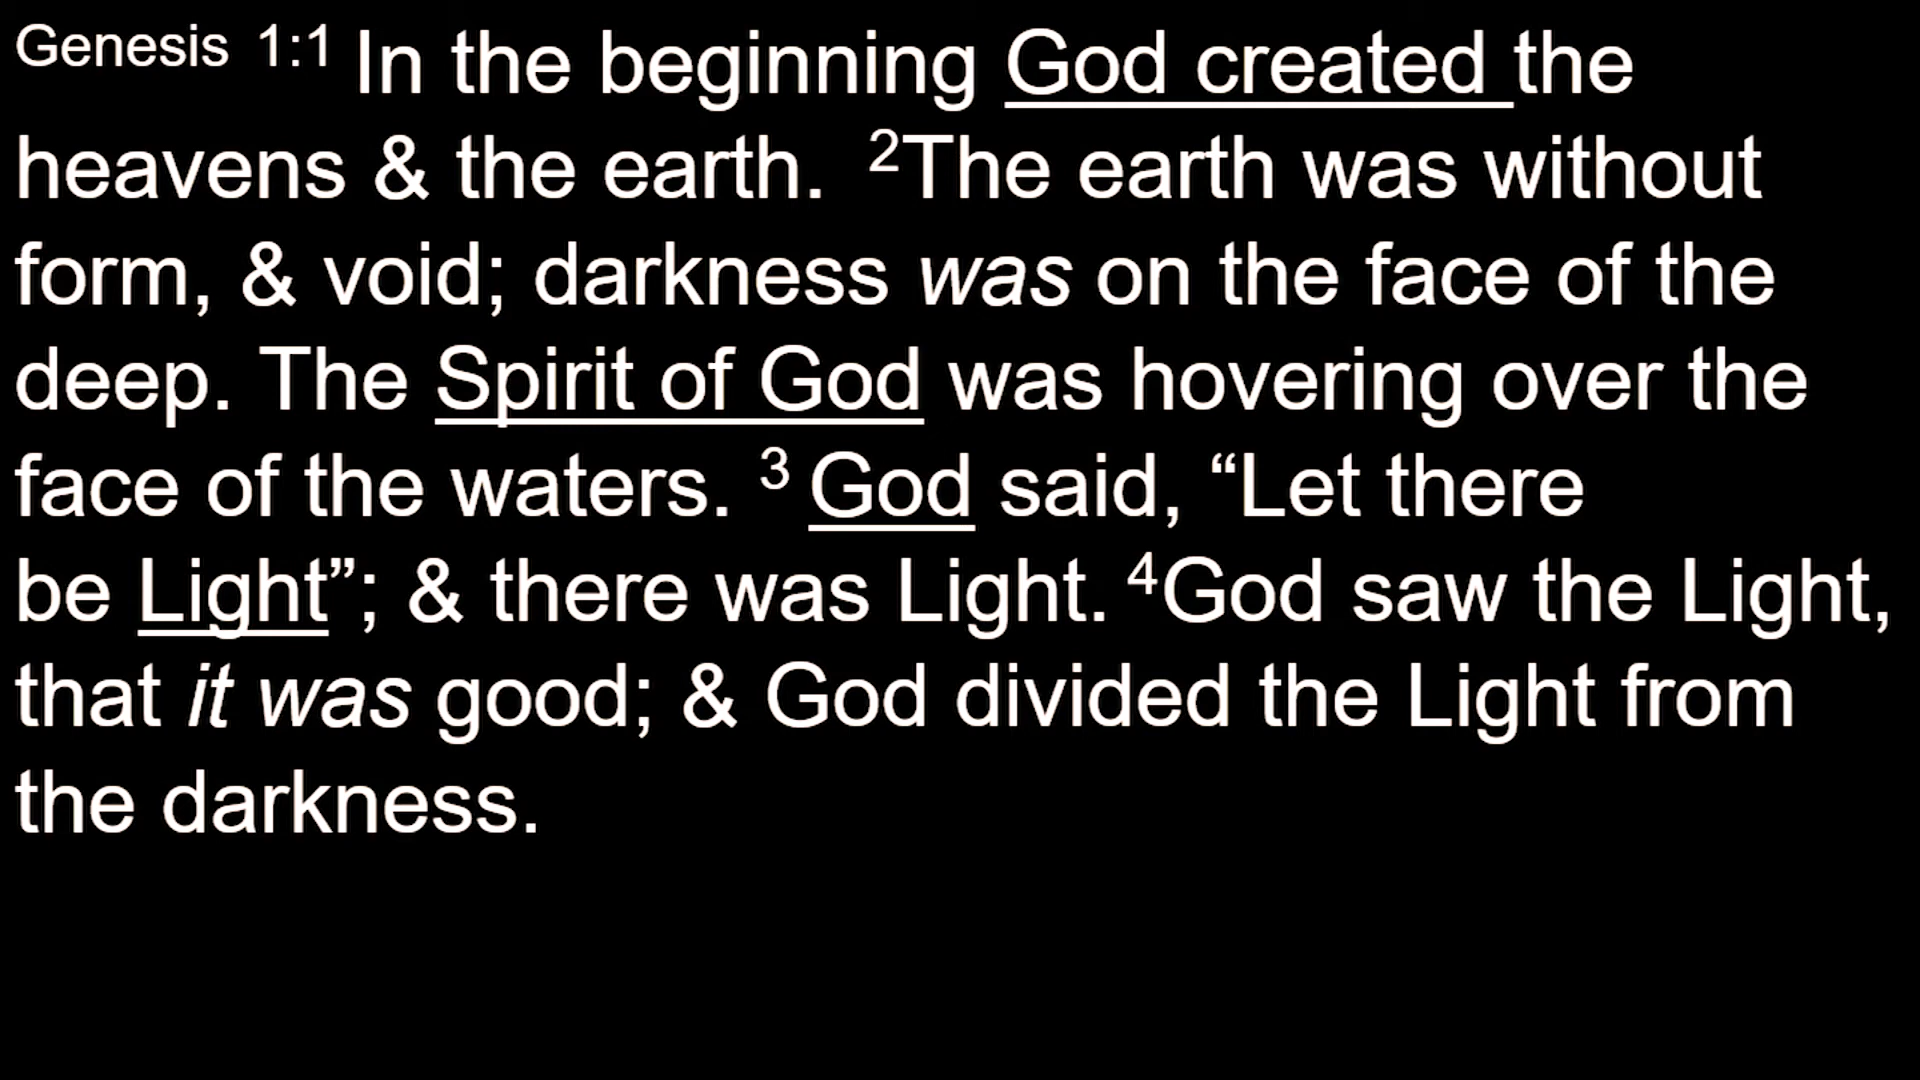 Genesis 1:1 In the beginning God created the
heavens & the earth. 2The earth was without
form, & void; darkness was on the face of the
deep. The Spirit of God was hovering over the
face of the waters. 3 God said, “Let there
be Light”; & there was Light. 4God saw the Light,
that it was good; & God divided the Light from
the darkness.